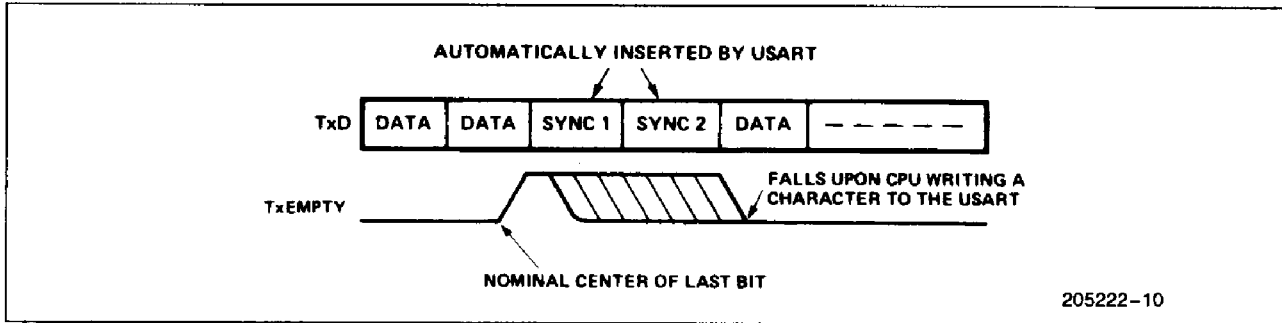 AUTOMATICALLY INSERTED BY USART
TxD DATA DATA SYNC 1 SYNC 2 DATA – – – – – –
TxEMPTY
FALLS UPON CPU WRITING A
CHARACTER TO THE USART
NOMINAL CENTER OF LAST BIT
205222–10